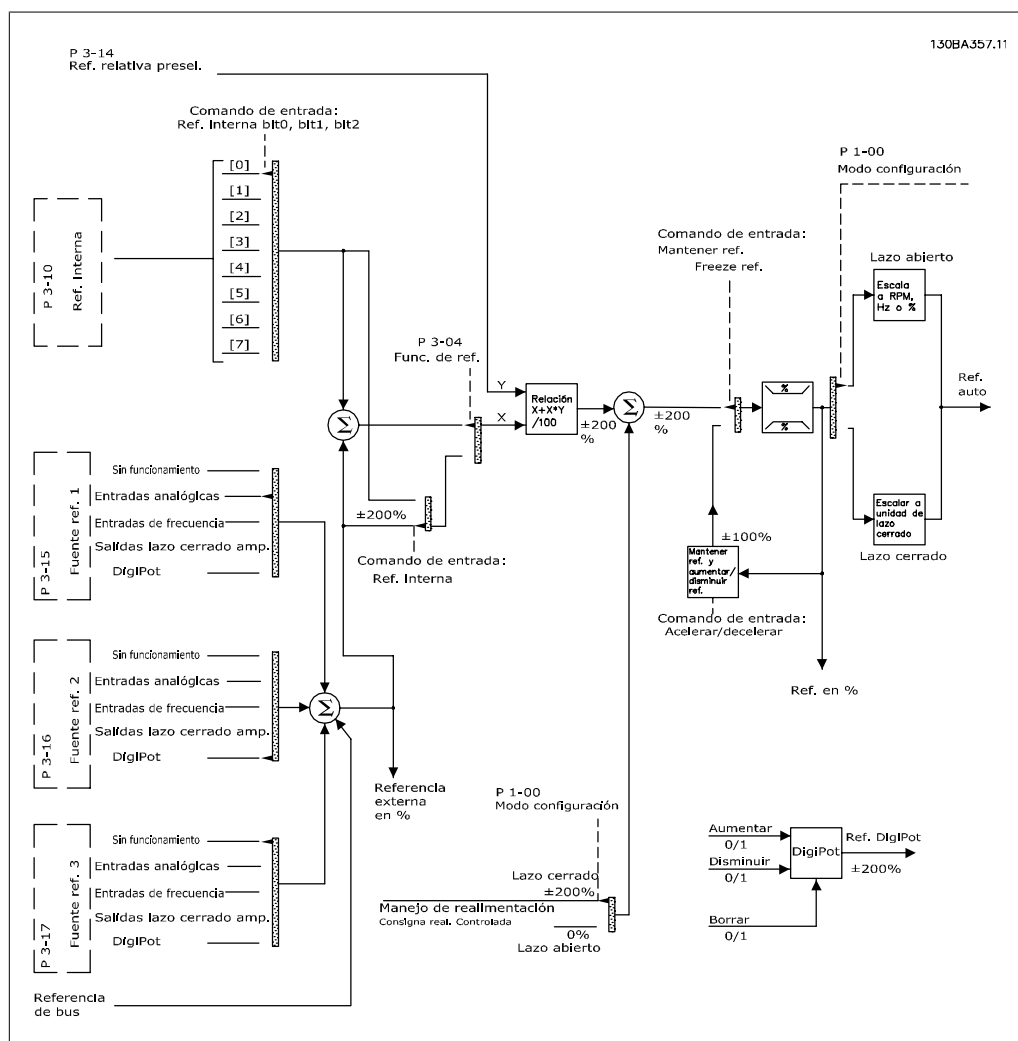 130BA357.11
P 3-14
Ref. relativa presel.
Comando de entrada:
Ref. Interna bit0, bit1, bit2
P 3-10
Ref. Interna
[0]
[1]
[2]
[3]
[4]
[5]
[6]
[7]
P 1-00
Modo configuración
Comando de entrada:
Mantener ref.
Freeze ref.
Lazo abierto
Escala
a RPM,
Hz o %
P 3-04
Func. de ref.
Y
X
Relación
X+X*Y
/100
±200
%
Σ
±200
%
%
%
Ref.
auto
Σ
Escalar a
unidad de
lazo
cerrado
Lazo cerrado
±200%
Comando de entrada:
Ref. Interna
±100%
Mantener
ref. y
aumentar/
disminuir
ref.
Comando de entrada:
Acelerar/decelerar
Ref. en %
P 3-15
Fuente ref. 1
Sin funcionamiento
Entradas analógicas
Entradas de frecuencia
Salidas lazo cerrado amp.
DigiPot
P 3-16
Fuente ref. 2
Sin funcionamiento
Entradas analógicas
Entradas de frecuencia
Salidas lazo cerrado amp.
DigiPot
Σ
Referencia
externa
en %
P 3-17
Fuente ref. 3
Sin funcionamiento
Entradas analógicas
Entradas de frecuencia
Salidas lazo cerrado amp.
DigiPot
Referencia
de bus
P 1-00
Modo configuración
Lazo cerrado
±200%
Manejo de realimentación
Consigna real. Controlada
0%
Lazo abierto
Aumentar
0/1
Disminuir
0/1
Borrar
0/1
DigiPot
Ref. DigiPot
±200%